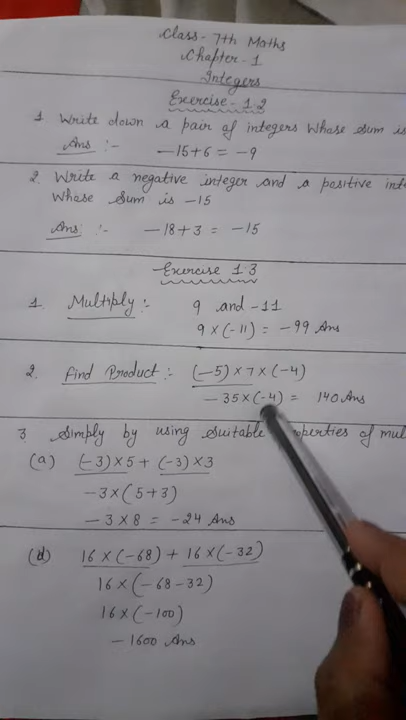 Class-7th Maths
Chapter-1
Integers
Exercise-1.2
1. Write down a pair of integers whose sum is
Ans :- -15+6 = -9
2. Write a negative integer and a positive
Whose sum is -15
Ans :- -18+3 = -15
Exercise 1.3
1. Multiply:- 9 and -11
9×(-11) = -99 Ans
2. Find Product:- (-5)×7×(-4)
-35×(-4) = 140 Ans
3. Simply by using suitable of
(a) (-3)×5+(-3)×3
-3×(5+3)
-3×8 = -24 Ans
(d) 16×(-68)+16×(-32)
16×(-68-32)
16×(-100)
-1600 Ans